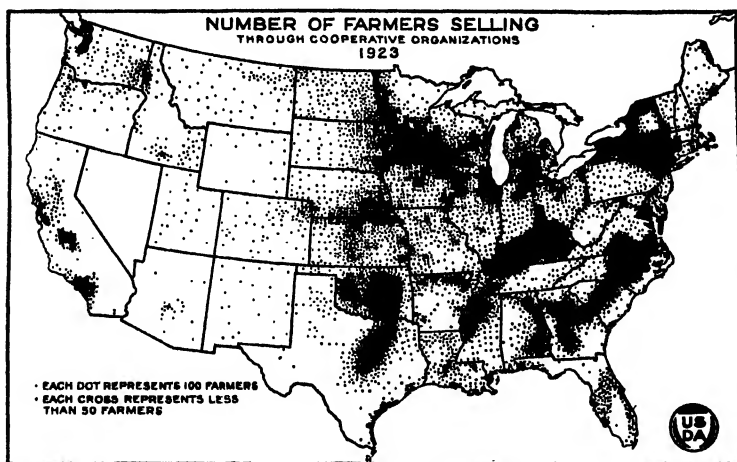 NUMBER OF FARMERS SELLING
THROUGH COOPERATIVE ORGANIZATIONS
1923
• EACH DOT REPRESENTS 100 FARMERS
• EACH CROSS REPRESENTS LESS
THAN 50 FARMERS
US
DA